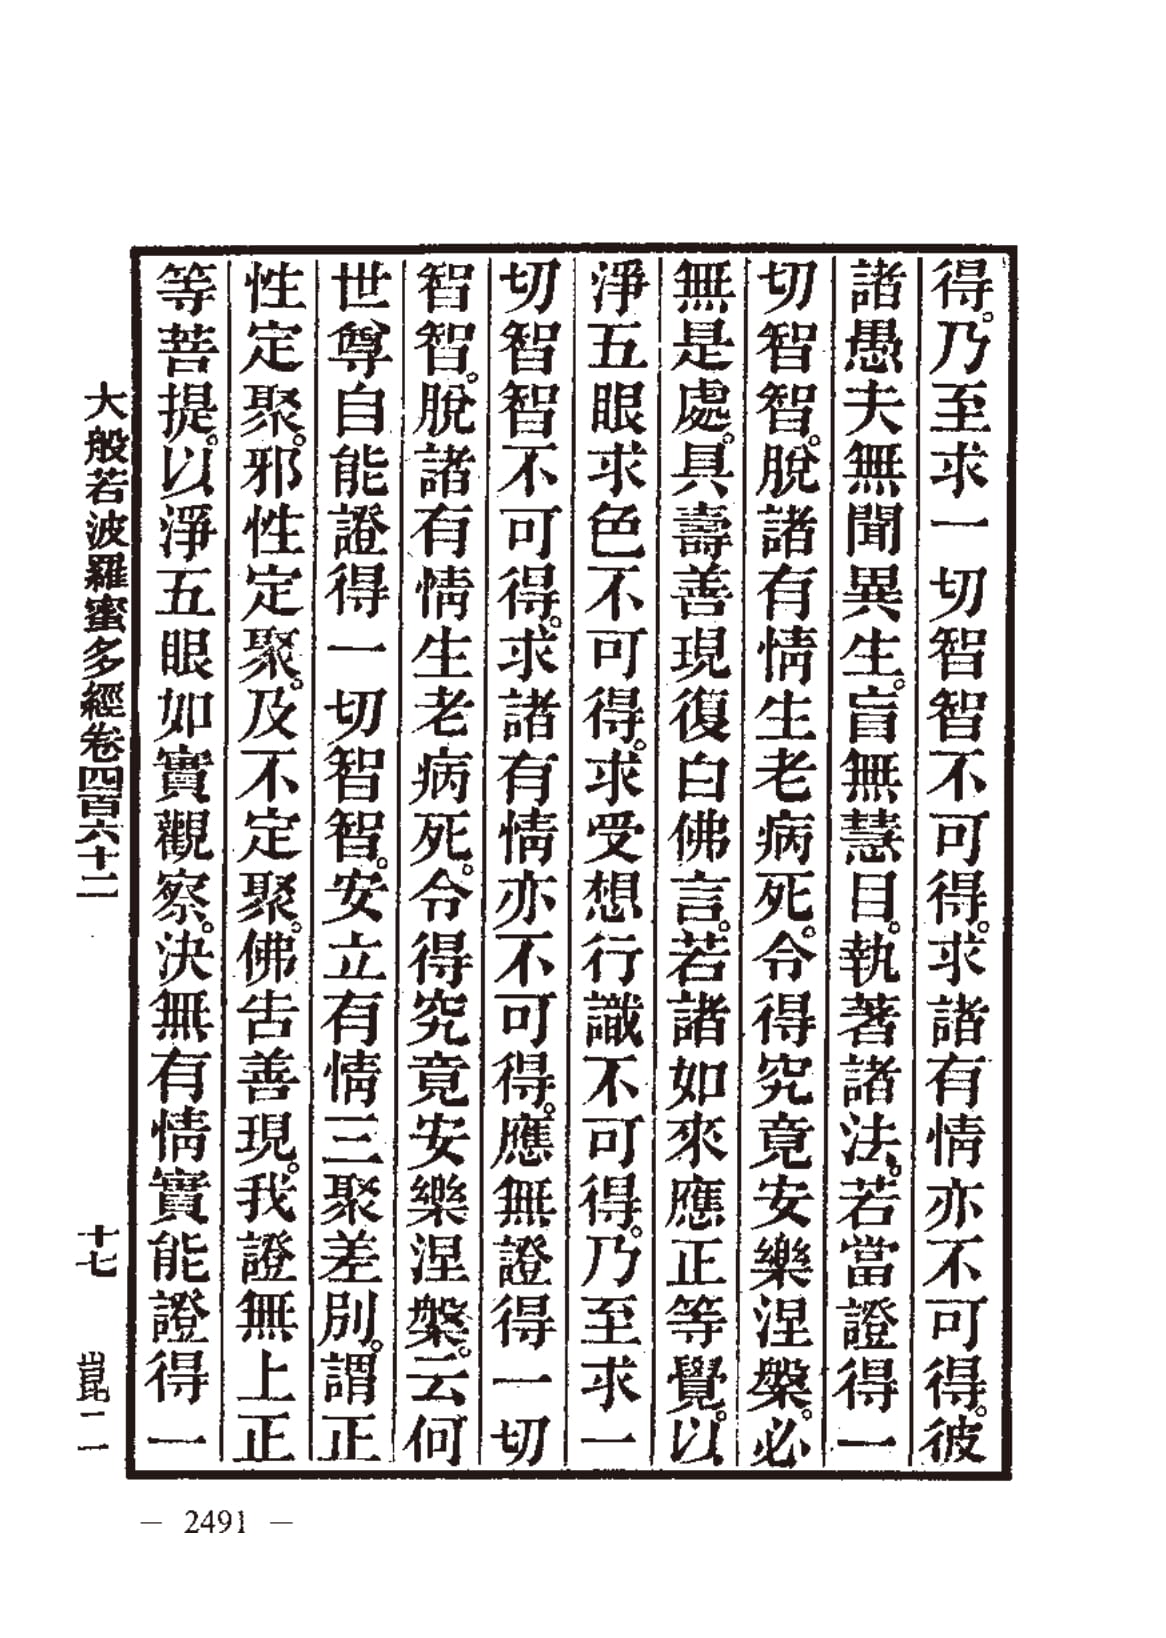 得。乃至求一切智智不可得。求諸有情亦不可得。彼
諸愚夫無聞異生。盲無慧目。執著諸法。若當證得一
切智智。脫諸有情生老病死。令得究竟安樂涅槃。必
無是處。具壽善現復白佛言。若諸如來應正等覺。以
淨五眼求色不可得。求受想行識不可得。乃至求一
切智智不可得。求諸有情亦不可得。應無證得一切
智智。脫諸有情生老病死。令得究竟安樂涅槃。云何
世尊自能證得一切智智。安立有情三聚差別。謂正
性定聚。邪性定聚。及不定聚。佛告善現。我證無上正
等菩提。以淨五眼如實觀察。決無有情實能證得一
大般若波羅蜜多經卷四百六十二 十七 崑二
— 2491 —